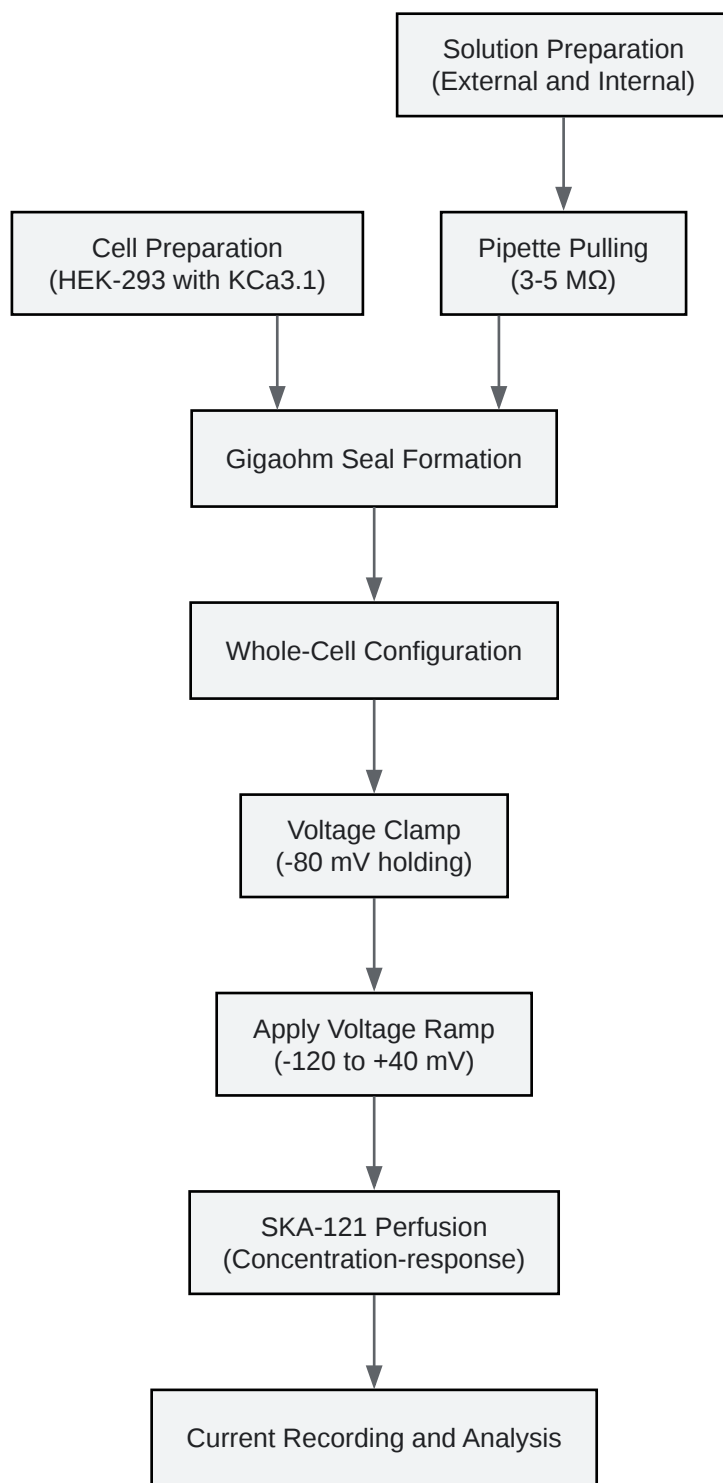 Solution Preparation
(External and Internal)
Cell Preparation
(HEK-293 with KCa3.1)
Pipette Pulling
(3-5 MΩ)
Gigaohm Seal Formation
Whole-Cell Configuration
Voltage Clamp
(-80 mV holding)
Apply Voltage Ramp
(-120 to +40 mV)
SKA-121 Perfusion
(Concentration-response)
Current Recording and Analysis